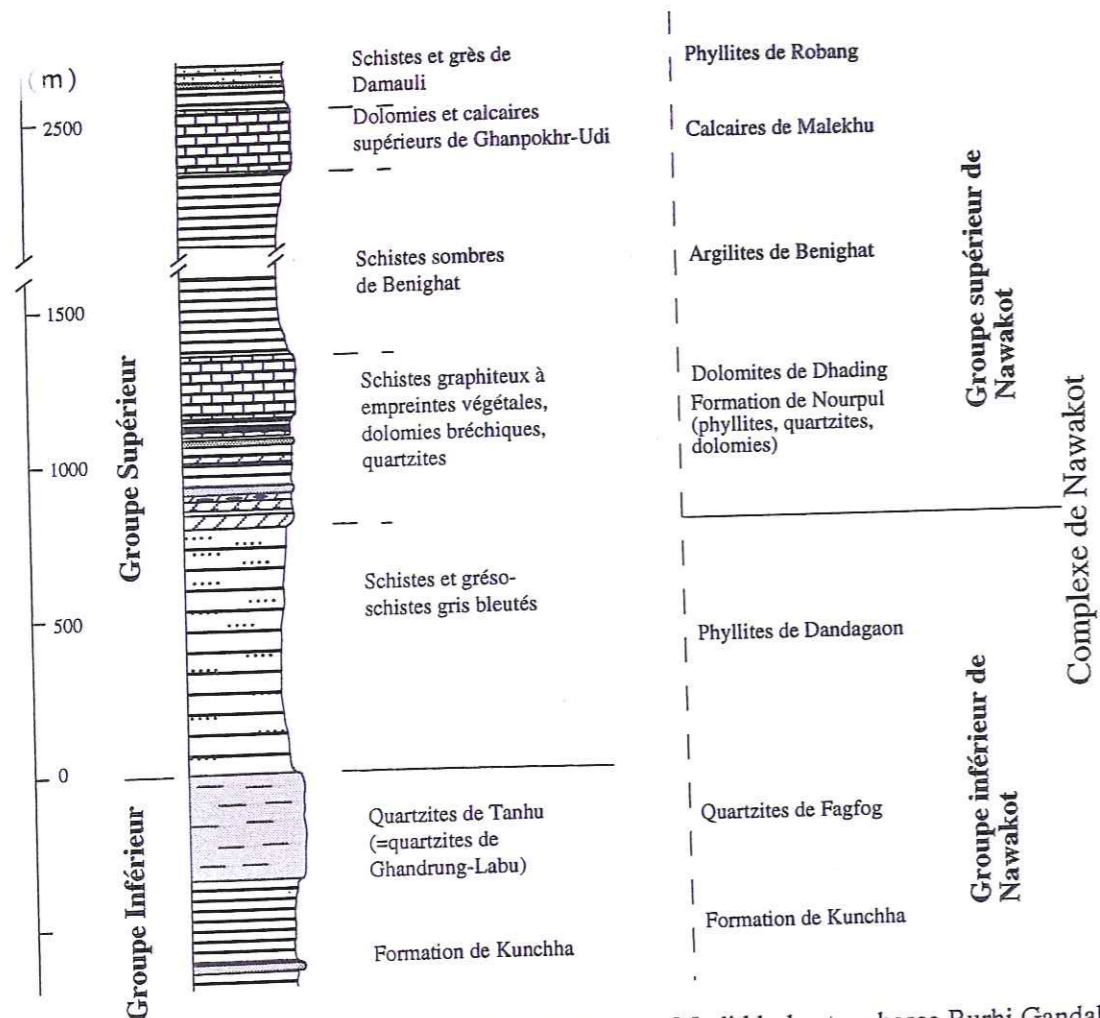 (m)
2500
1500
1000
500
0
Groupe Supérieur
Groupe Inférieur
Schistes et grès de
Damauli
Dolomies et calcaires
supérieurs de Ghanpokhr-Udi
Schistes sombres
de Benighat
Schistes graphiteux à
empreintes végétales,
dolomies bréchiques,
quartzites
Schistes et gréso-
schistes gris bleutés
Quartzites de Tanhu
(=quartzites de
Ghandrung-Labu)
Formation de Kunchha
Phyllites de Robang
Calcaires de Malekhu
Argilites de Benighat
Dolomites de Dhading
Formation de Nourpul
(phyllites, quartzites,
dolomies)
Phyllites de Dandagaon
Quartzites de Fagfog
Formation de Kunchha
Groupe supérieur de
Nawakot
Groupe inférieur de
Nawakot
Complexe de Nawakot